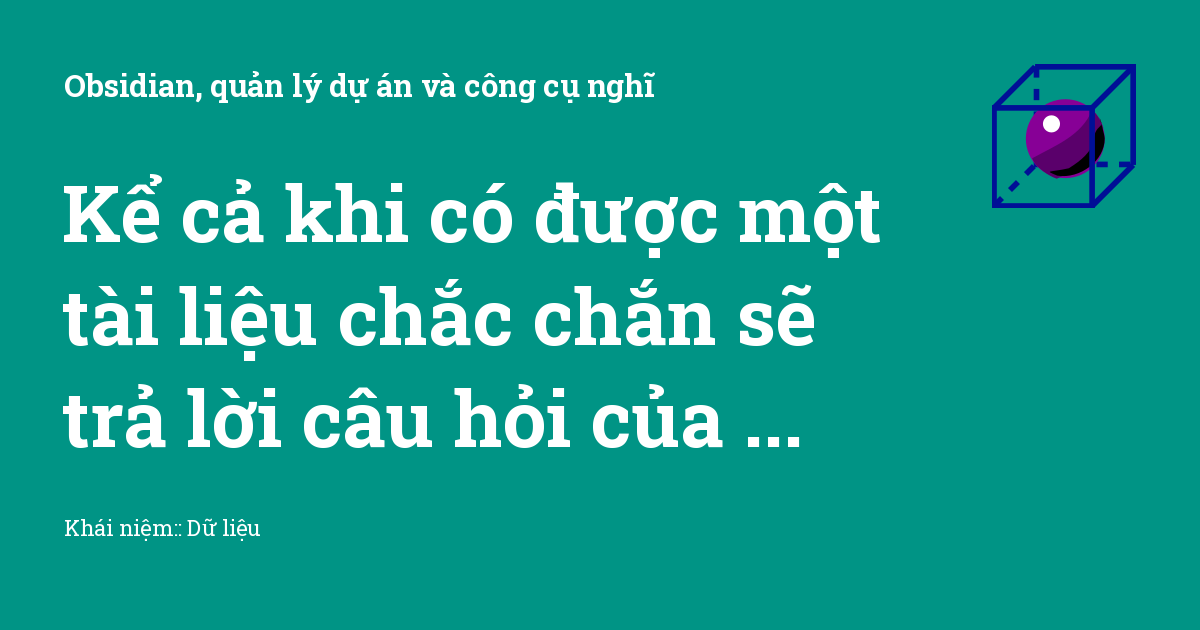 Obsidian, quản lý dự án và công cụ nghĩ
Kể cả khi có được một
tài liệu chắc chắn sẽ
trả lời câu hỏi của ...
Khái niệm:: Dữ liệu